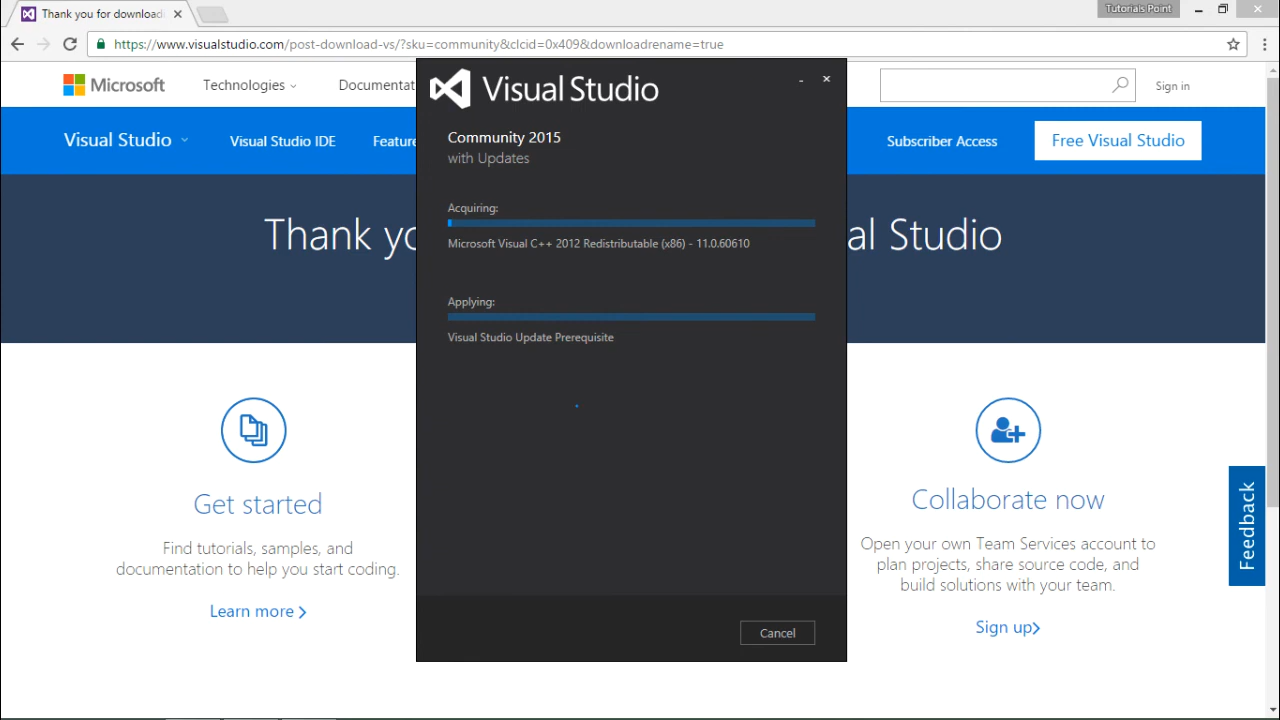 Thank you for downloadi
Tutorials Point
https://www.visualstudio.com/post-download-vs/?sku=community&clcid=0x409&downloadrename=true
Microsoft
Technologies
Documentat
Sign in
Visual Studio
Visual Studio IDE
Feature
Subscriber Access
Free Visual Studio
Thank yo
al Studio
Visual Studio
Community 2015
with Updates
Acquiring:
Microsoft Visual C++ 2012 Redistributable (x86) - 11.0.60610
Applying:
Visual Studio Update Prerequisite
Cancel
Get started
Find tutorials, samples, and
documentation to help you start coding.
Learn more
Collaborate now
Open your own Team Services account to
plan projects, share source code, and
build solutions with your team.
Sign up
Feedback